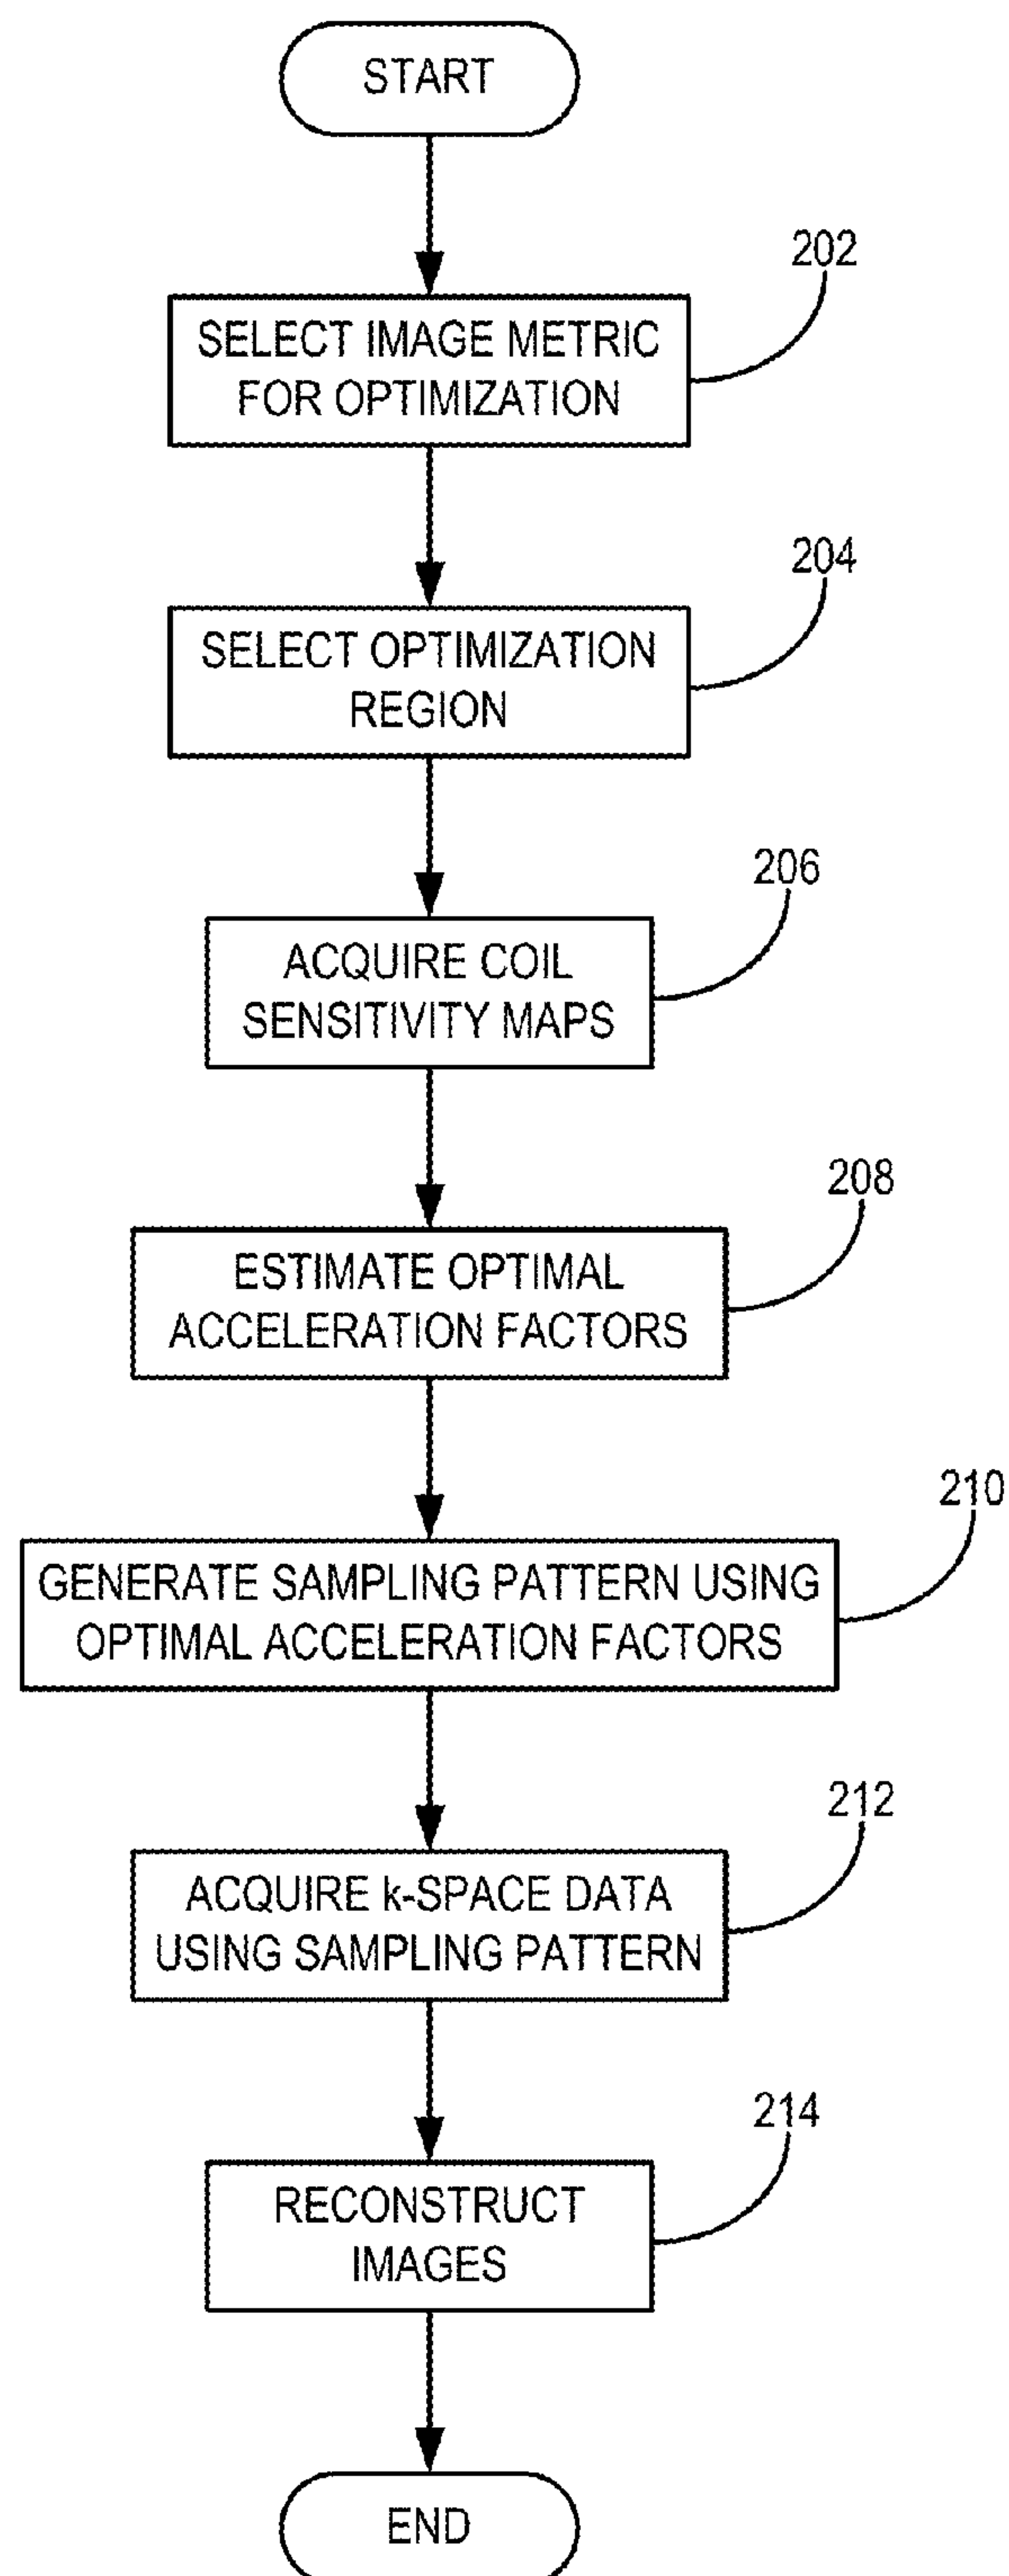 START
202
SELECT IMAGE METRIC
FOR OPTIMIZATION
204
SELECT OPTIMIZATION
REGION
206
ACQUIRE COIL
SENSITIVITY MAPS
208
ESTIMATE OPTIMAL
ACCELERATION FACTORS
210
GENERATE SAMPLING PATTERN USING
OPTIMAL ACCELERATION FACTORS
212
ACQUIRE k-SPACE DATA
USING SAMPLING PATTERN
214
RECONSTRUCT
IMAGES
END